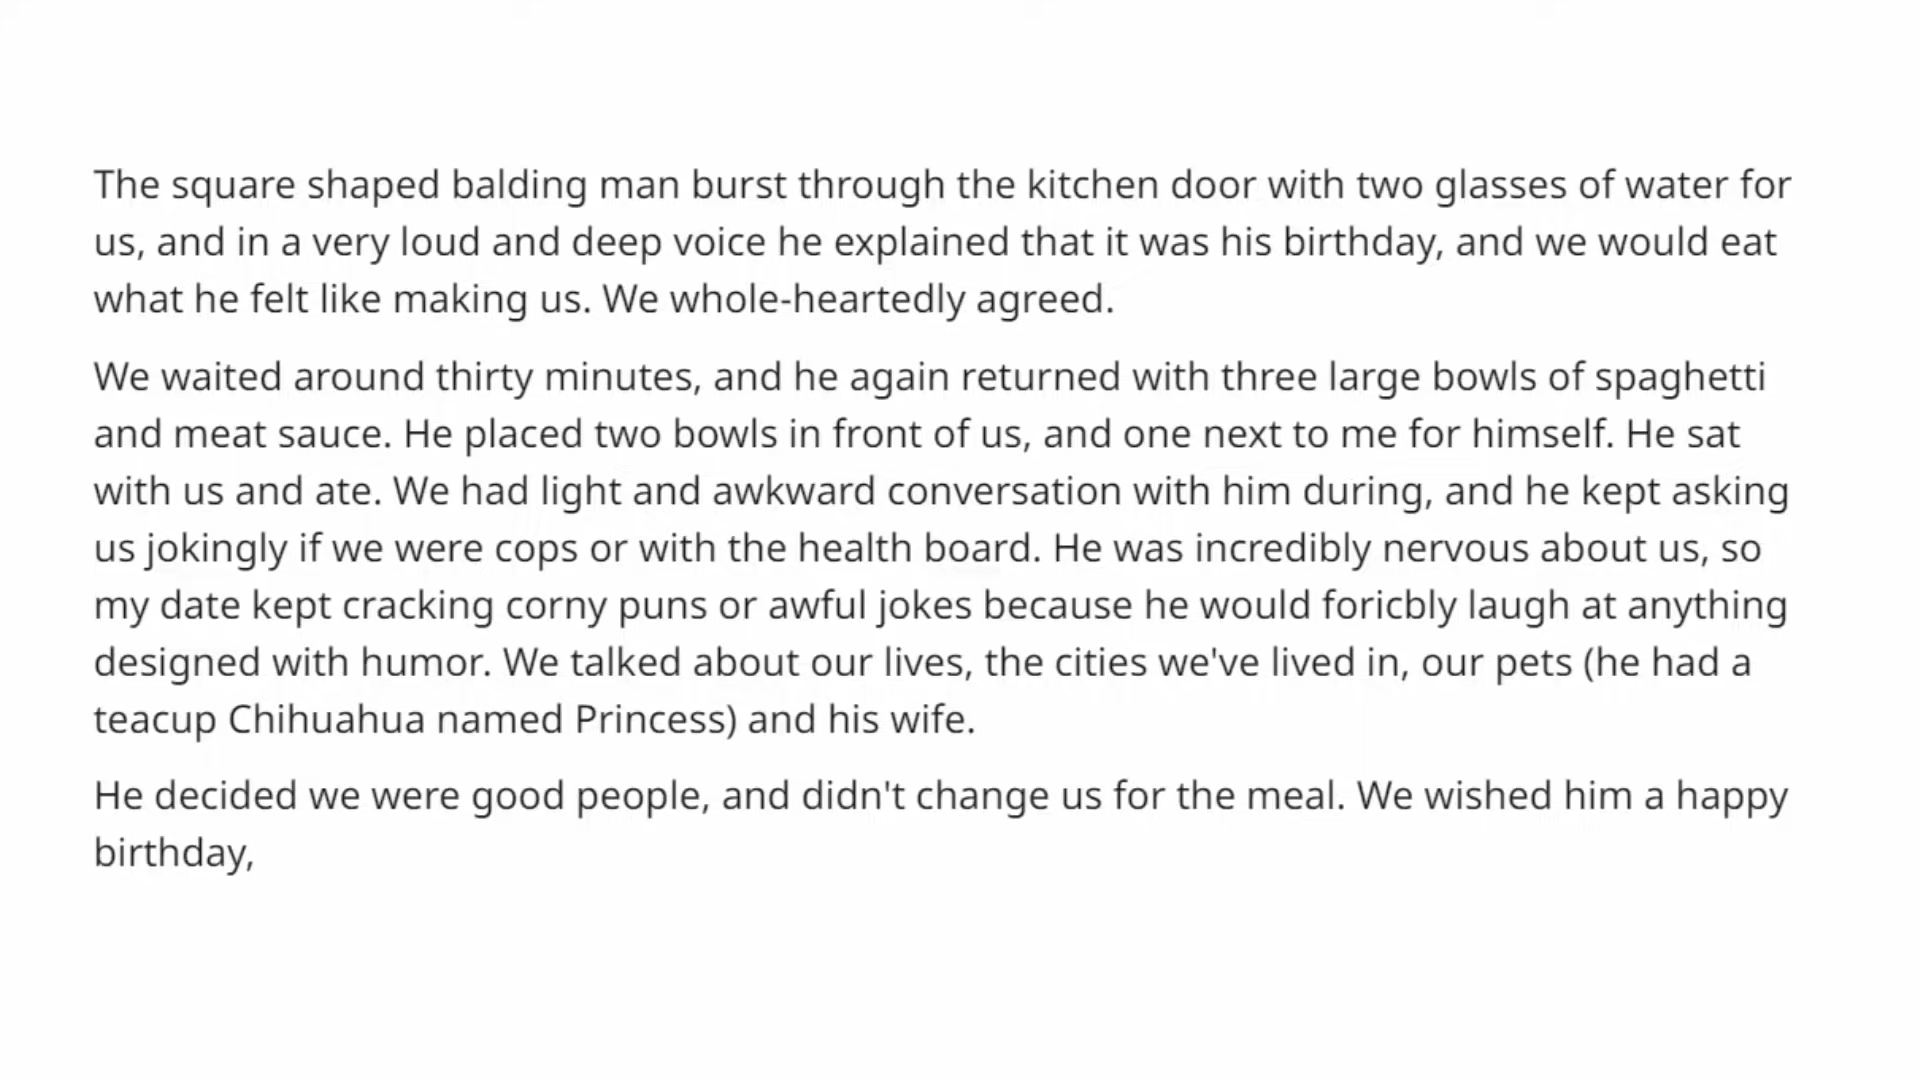 The square shaped balding man burst through the kitchen door with two glasses of water for
us, and in a very loud and deep voice he explained that it was his birthday, and we would eat
what he felt like making us. We whole-heartedly agreed.
We waited around thirty minutes, and he again returned with three large bowls of spaghetti
and meat sauce. He placed two bowls in front of us, and one next to me for himself. He sat
with us and ate. We had light and awkward conversation with him during, and he kept asking
us jokingly if we were cops or with the health board. He was incredibly nervous about us, so
my date kept cracking corny puns or awful jokes because he would foricbly laugh at anything
designed with humor. We talked about our lives, the cities we've lived in, our pets (he had a
teacup Chihuahua named Princess) and his wife.
He decided we were good people, and didn't change us for the meal. We wished him a happy
birthday,